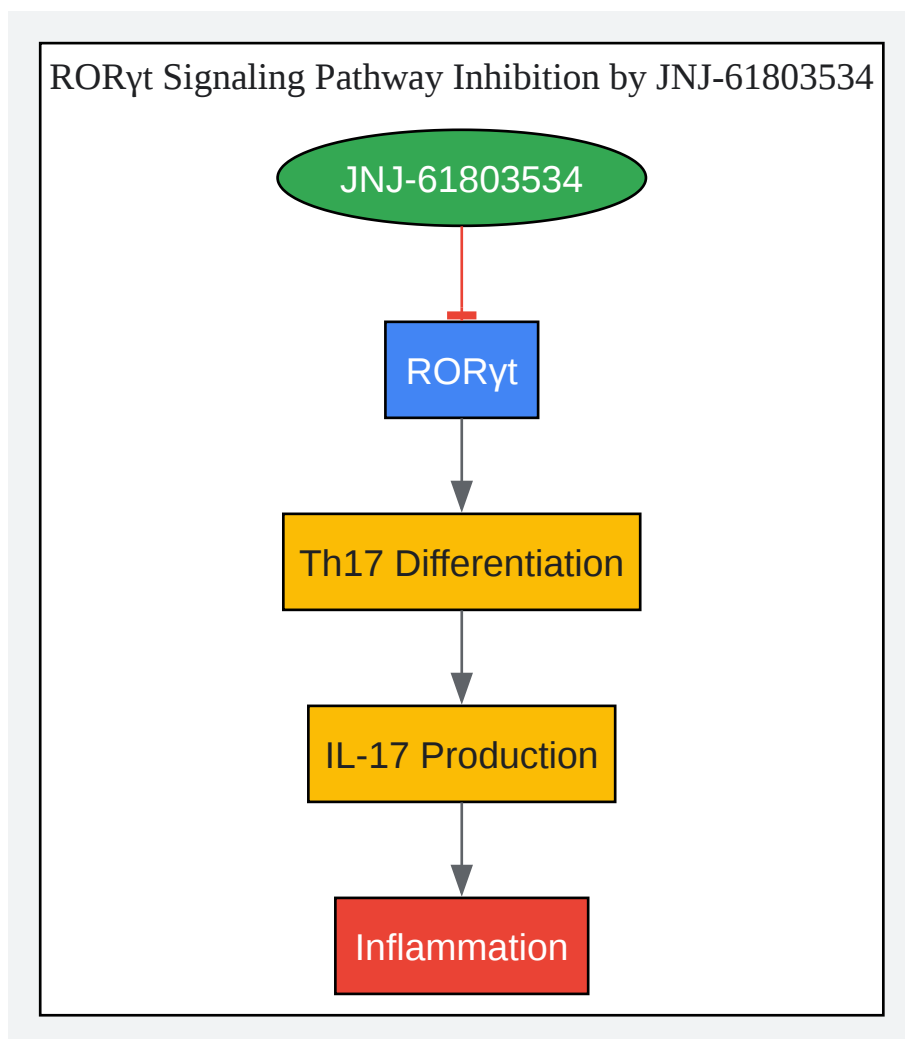 RORγt Signaling Pathway Inhibition by JNJ-61803534
JNJ-61803534
RORγt
Th17 Differentiation
IL-17 Production
Inflammation